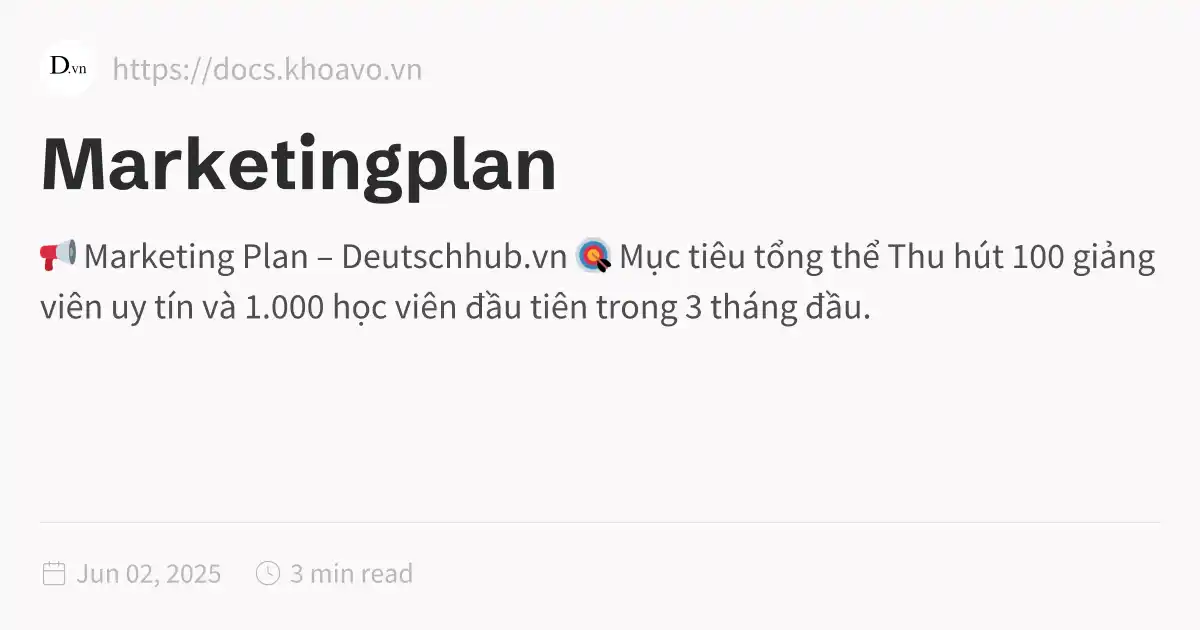 D.vn https://docs.khoavo.vn
Marketingplan
📢 Marketing Plan – Deutschhub.vn 🎯 Mục tiêu tổng thể Thu hút 100 giảng
viên uy tín và 1.000 học viên đầu tiên trong 3 tháng đầu.
Jun 02, 2025 3 min read